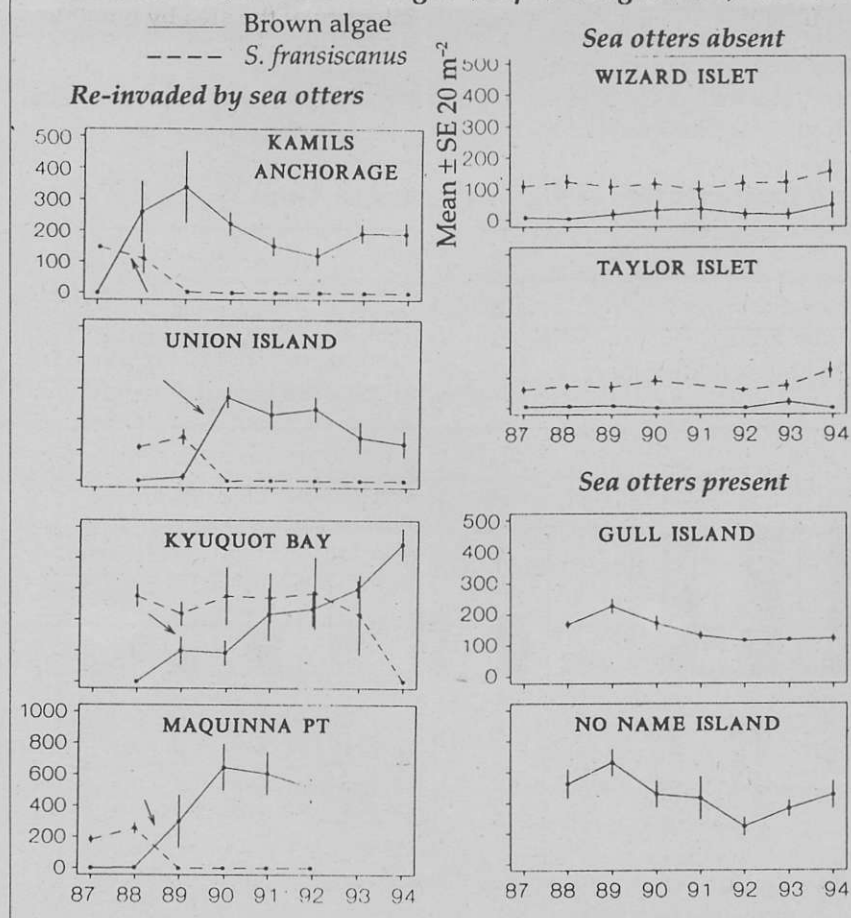 Brown algae
S. fransiscanus
Re-invaded by sea otters
500
400
300
200
100
0
KAMILS
ANCHORAGE
UNION ISLAND
KYUQUOT BAY
1000
800
600
400
200
0
MAQUINNA PT
87 88 89 90 91 92 93 94
Sea otters absent
Mean ± SE 20 m⁻²
500
400
300
200
100
0
WIZARD ISLET
TAYLOR ISLET
87 88 89 90 91 92 93 94
Sea otters present
500
400
300
200
100
0
GULL ISLAND
NO NAME ISLAND
87 88 89 90 91 92 93 94